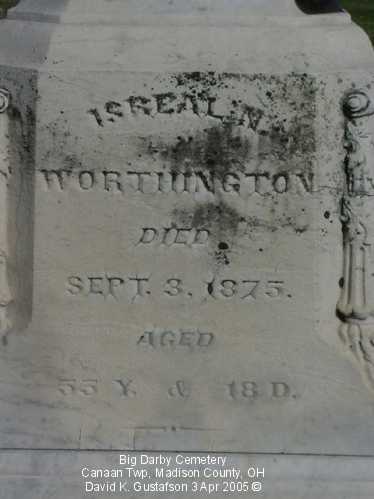 ISREAL N.
WORTHINGTON
DIED
SEPT. 3, 1875.
AGED
55 Y. & 18 D.
Big Darby Cemetery
Canaan Twp, Madison County, OH
David K. Gustafson 3 Apr 2005 ©